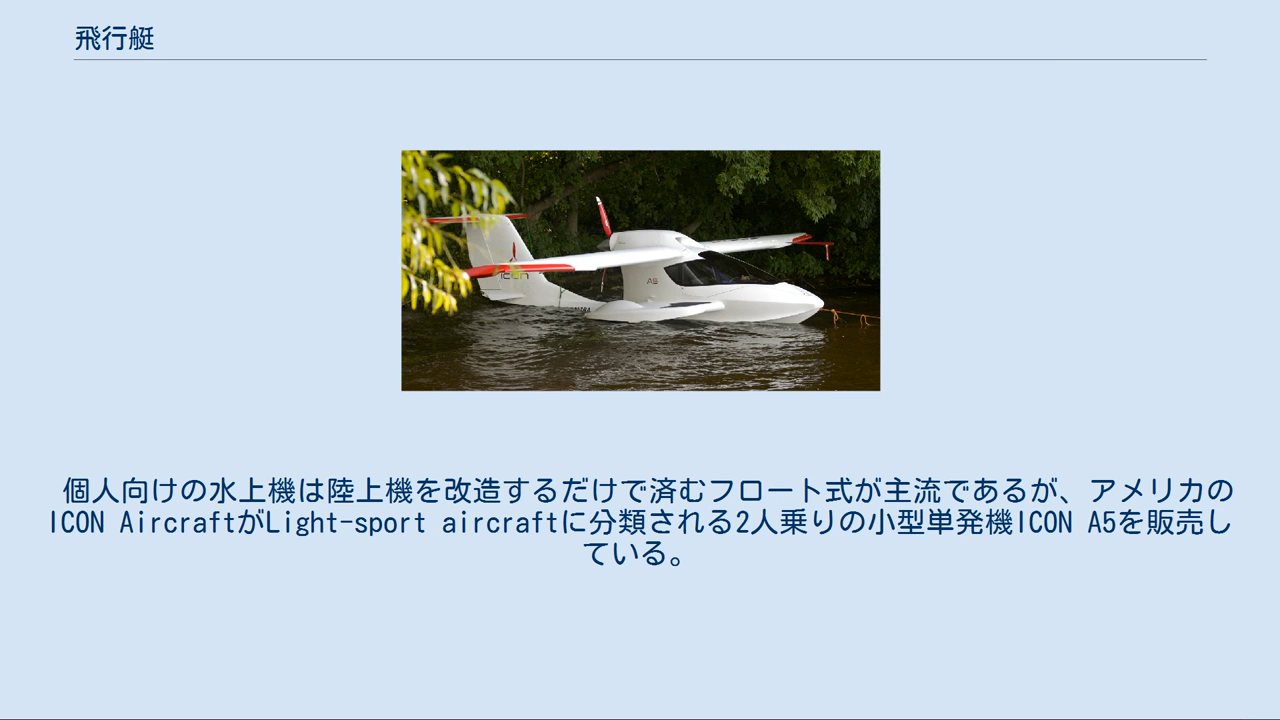 飛行艇
icon
A5
個人向けの水上機は陸上機を改造するだけで済むフロート式が主流であるが、アメリカの
ICON AircraftがLight-sport aircraftに分類される2人乗りの小型単発機ICON A5を販売し
ている。